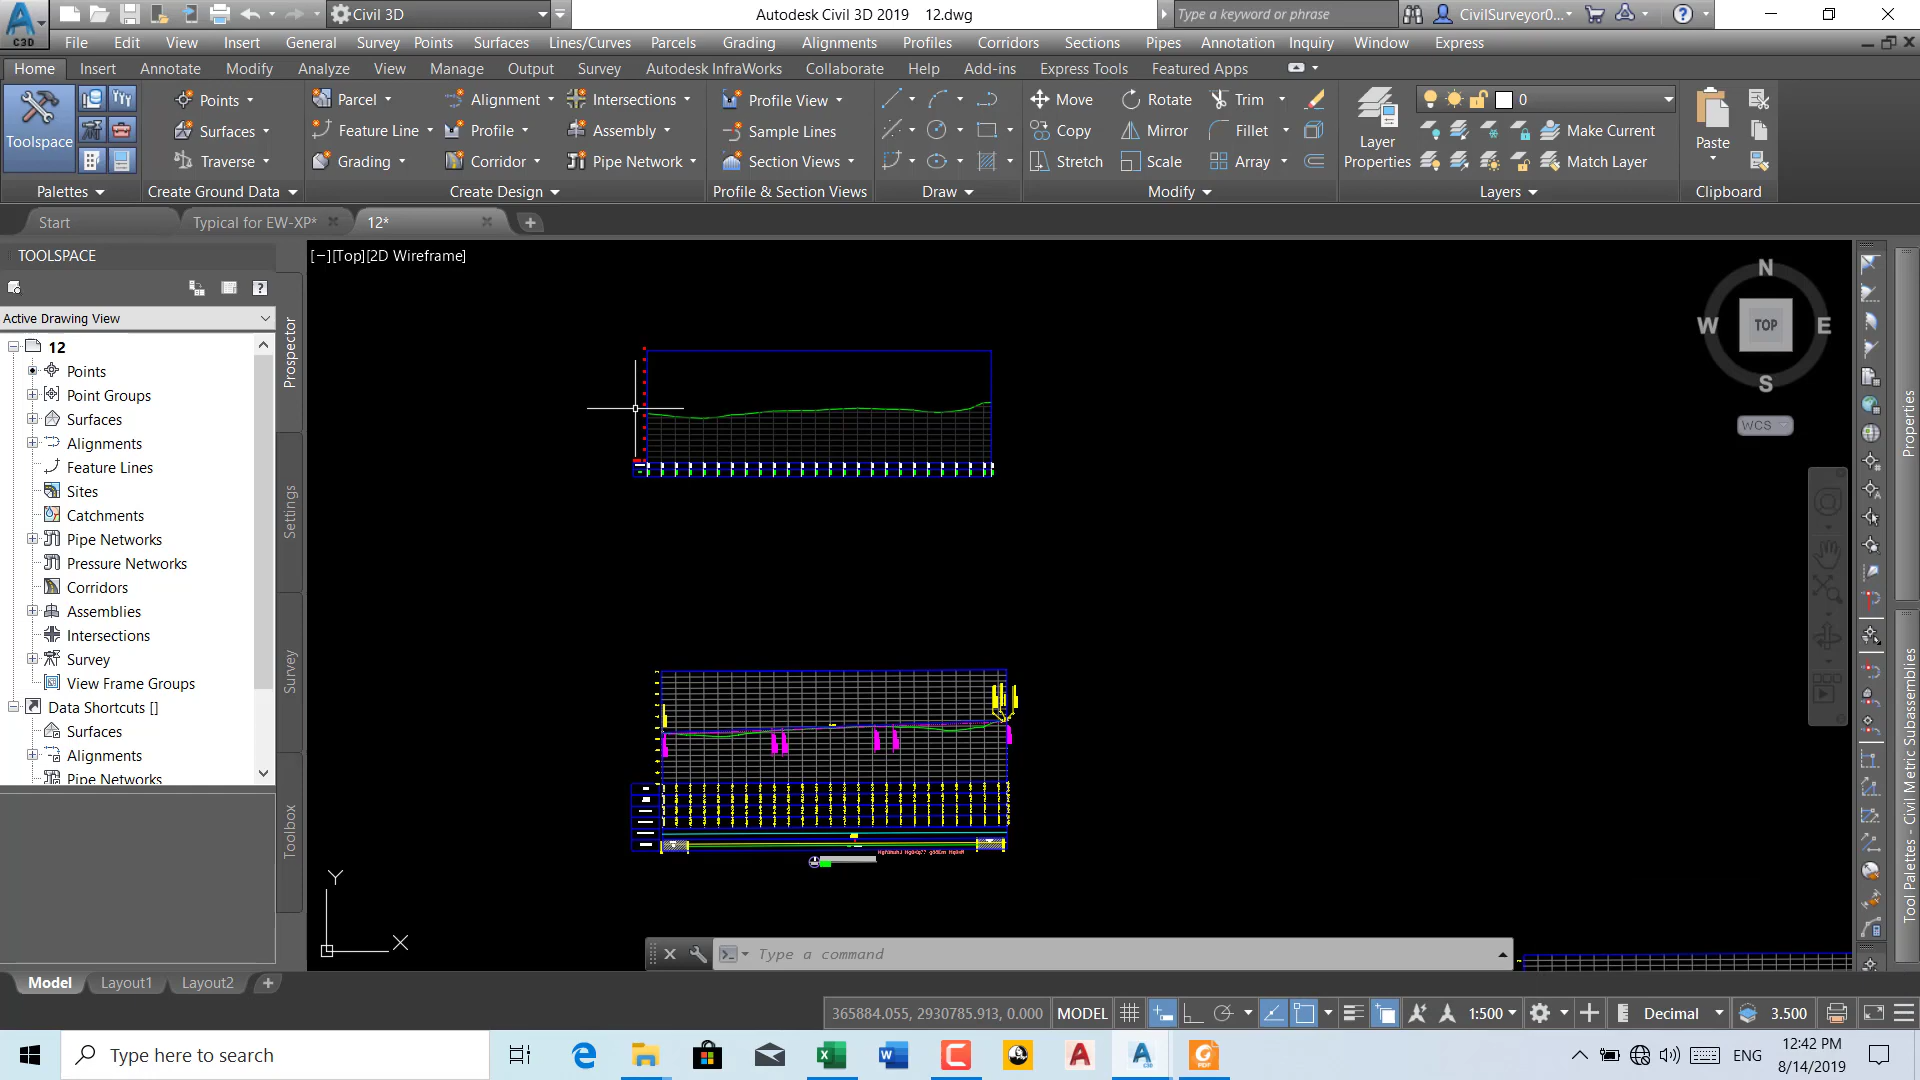 Civil 3D
Autodesk Civil 3D 2019 12.dwg
Type a keyword or phrase
CivilSurveyor0...
C3D
File Edit View Insert General Survey Points Surfaces Lines/Curves Parcels Grading Alignments Profiles Corridors Sections Pipes Annotation Inquiry Window Express
Home Insert Annotate Modify Analyze View Manage Output Survey Autodesk InfraWorks Collaborate Help Add-ins Express Tools Featured Apps
Points Parcel Alignment Intersections Profile View Move Rotate Trim 0
Surfaces Feature Line Profile Assembly Sample Lines Copy Mirror Fillet Make Current
Toolspace Layer Paste
Traverse Grading Corridor Pipe Network Section Views Stretch Scale Array Properties Match Layer
Palettes Create Ground Data Create Design Profile & Section Views Draw Modify Layers Clipboard
Start Typical for EW-XP* 12*
TOOLSPACE
[−][Top][2D Wireframe]
Active Drawing View
12
Points
Point Groups
Surfaces
Alignments
Feature Lines
Sites
Catchments
Pipe Networks
Pressure Networks
Corridors
Assemblies
Intersections
Survey
View Frame Groups
Data Shortcuts []
Surfaces
Alignments
Pipe Networks
Prospector
Settings
Survey
Toolbox
N
W TOP E
S
WCS
Properties
Tool Palettes - Civil Metric Subassemblies
Y
X
Type a command
Model Layout1 Layout2
365884.055, 2930785.913, 0.000 MODEL 1:500 Decimal 3.500
Type here to search
ENG
12:42 PM
8/14/2019